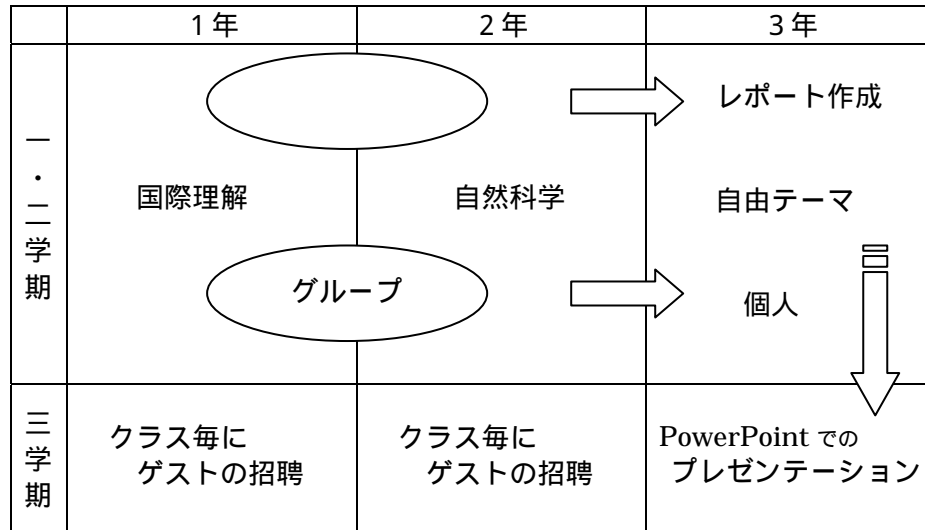 1年 2年 3年
一・二学期
レポート作成
国際理解 自然科学 自由テーマ
グループ 個人
三学期
クラス毎に
ゲストの招聘
クラス毎に
ゲストの招聘
PowerPoint での
プレゼンテーション